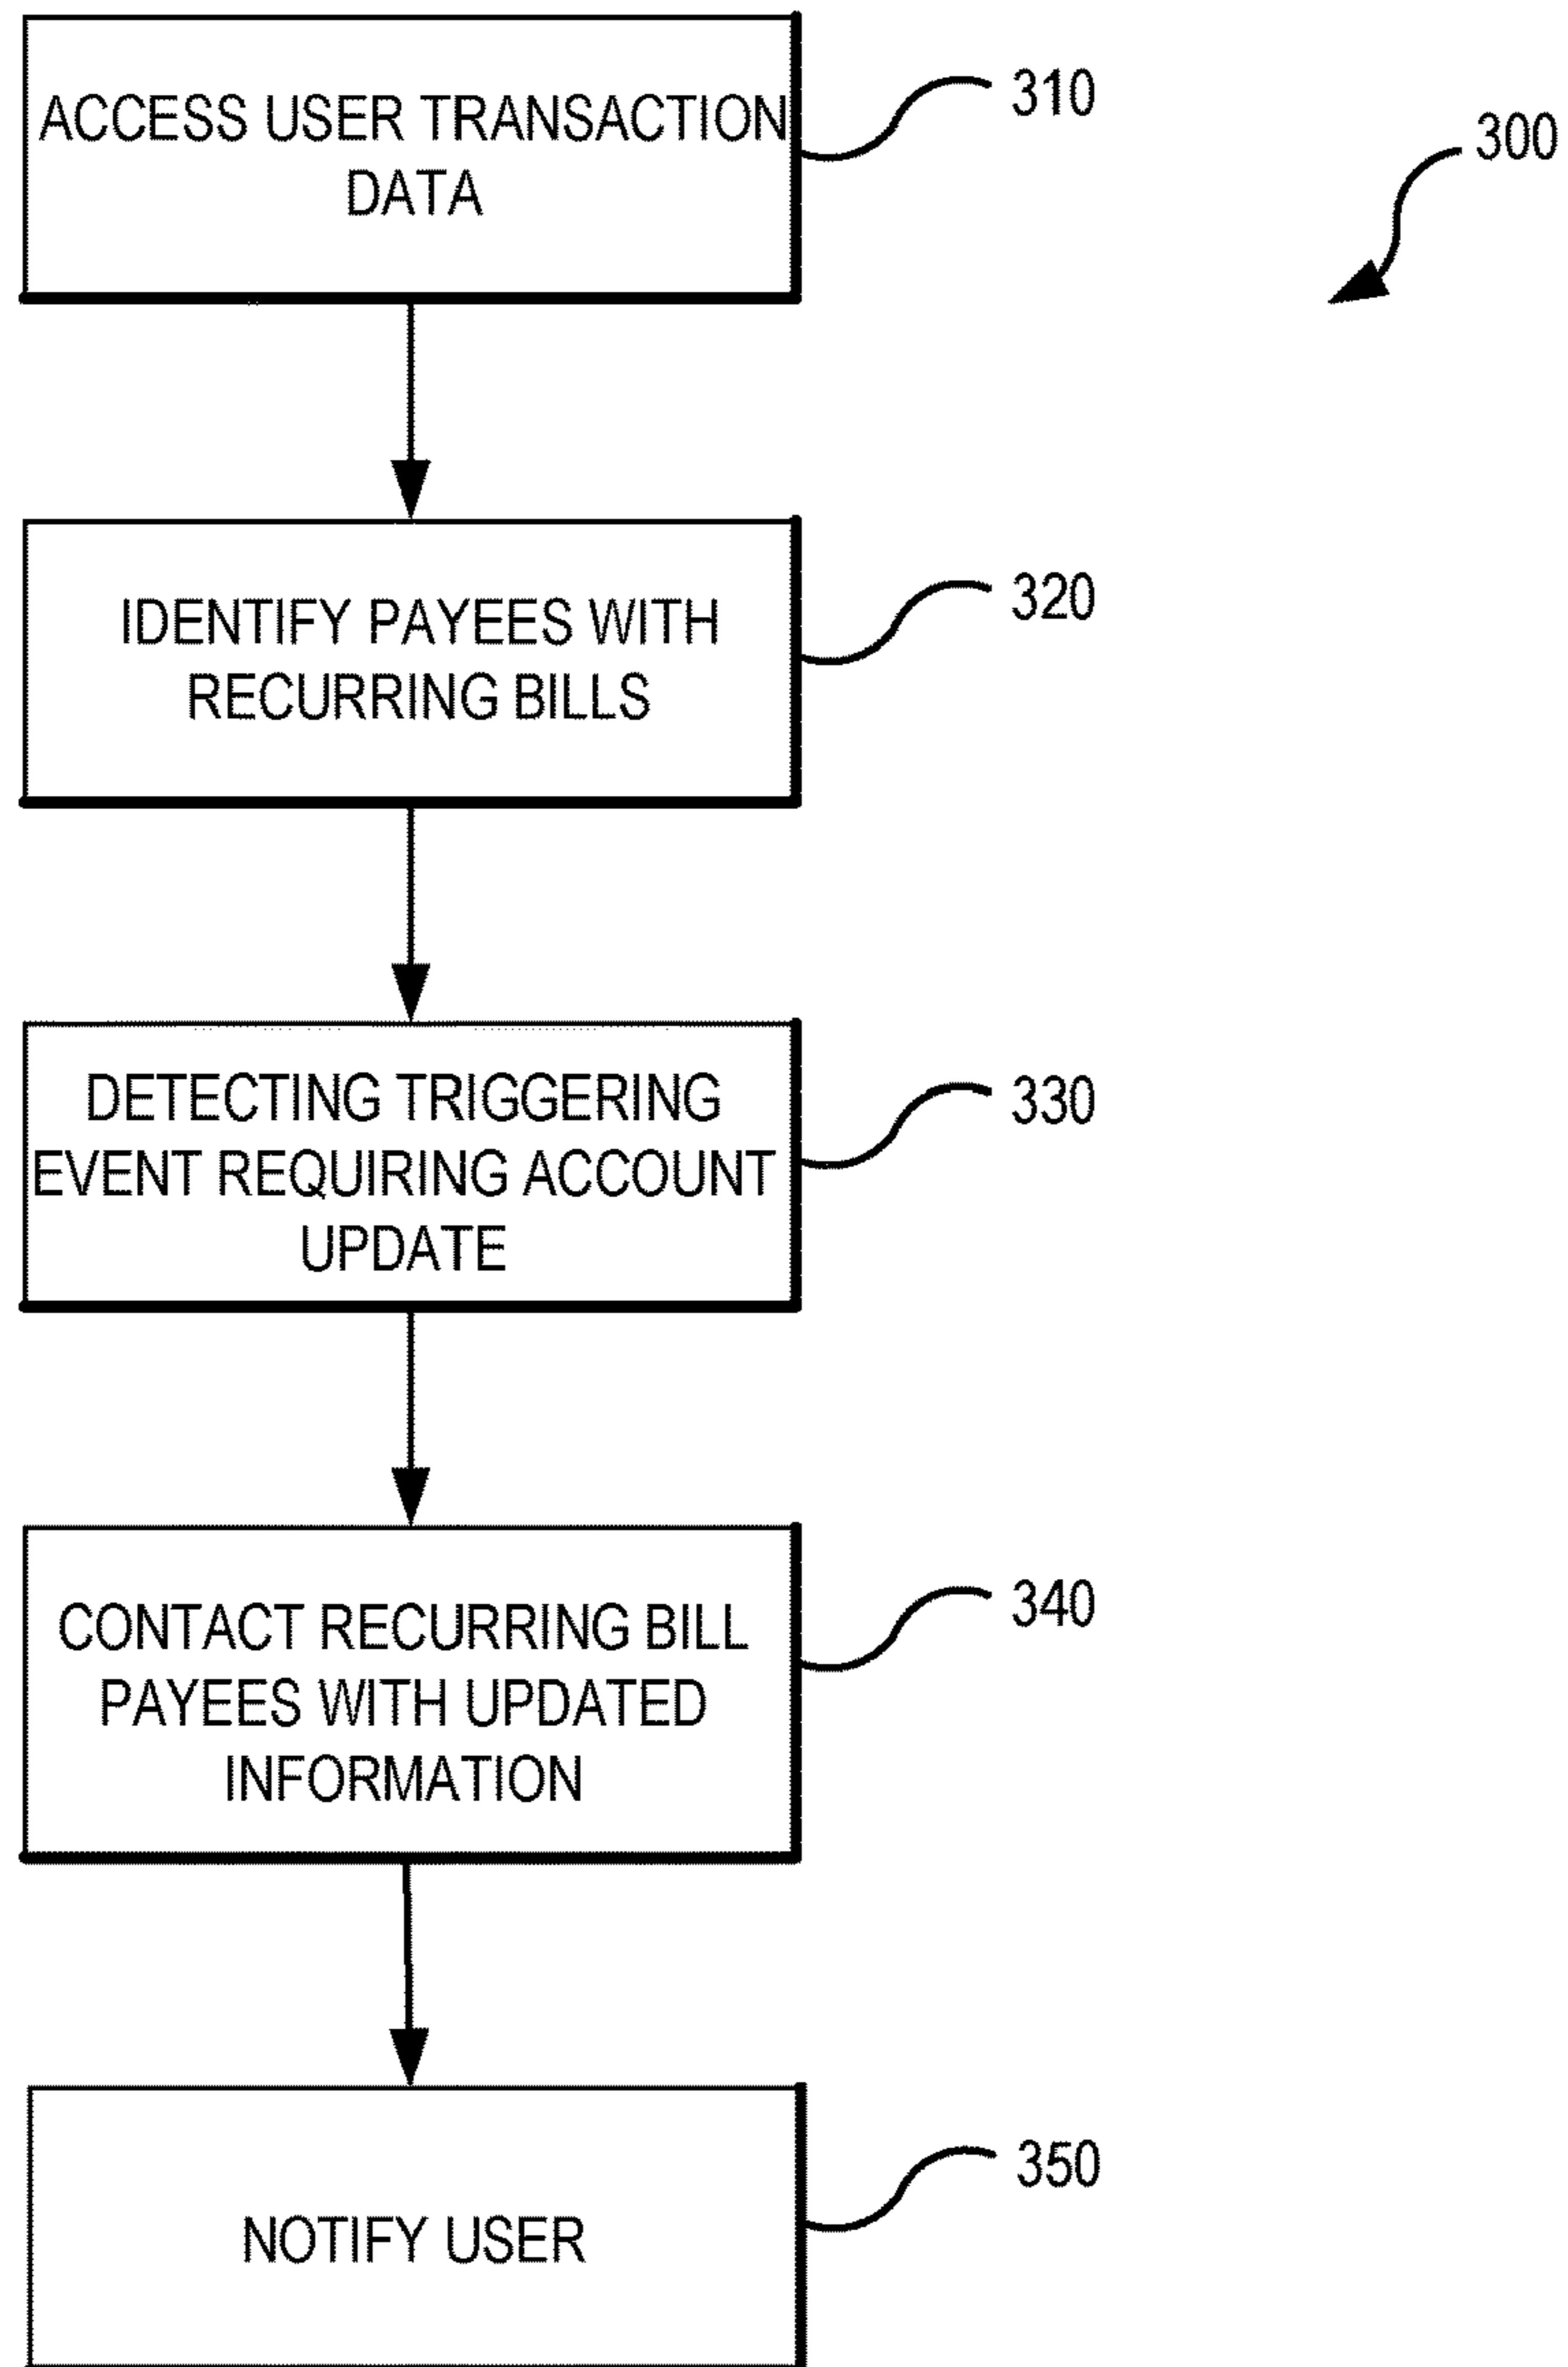 ACCESS USER TRANSACTION
DATA
310
300
IDENTIFY PAYEES WITH
RECURRING BILLS
320
DETECTING TRIGGERING
EVENT REQUIRING ACCOUNT
UPDATE
330
CONTACT RECURRING BILL
PAYEES WITH UPDATED
INFORMATION
340
NOTIFY USER
350